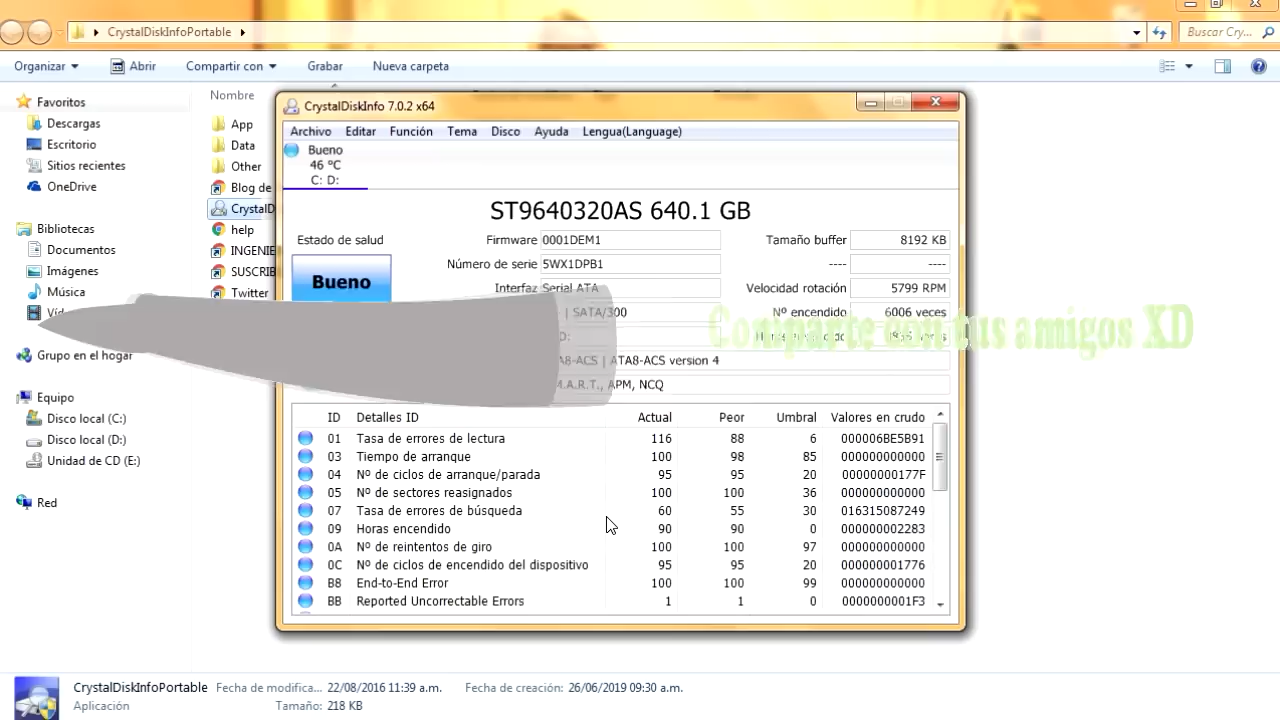 CrystalDiskInfoPortable
Buscar Cry...
Organizar
Abrir
Compartir con
Grabar
Nueva carpeta
Favoritos
Descargas
Escritorio
Sitios recientes
OneDrive
Bibliotecas
Documentos
Imágenes
Música
Grupo en el hogar
Equipo
Disco local (C:)
Disco local (D:)
Unidad de CD (E:)
Red
Nombre
App
Data
Other
Blog de
CrystalD
help
INGENIE
SUSCRIB
Twitter
CrystalDiskInfo 7.0.2 x64
Archivo Editar Función Tema Disco Ayuda Lengua(Language)
Bueno
46 °C
C: D:
ST9640320AS 640.1 GB
Estado de salud
Bueno
Firmware 0001DEM1
Número de serie 5WX1DPB1
Interfaz Serial ATA
| SATA/300
D:
A8-ACS | ATA8-ACS version 4
M.A.R.T., APM, NCQ
Tamaño buffer 8192 KB
---- ----
Velocidad rotación 5799 RPM
Nº encendido 6006 veces
Comparte con tus amigos XD
ID Detalles ID Actual Peor Umbral Valores en crudo
01 Tasa de errores de lectura 116 88 6 000006BE5B91
03 Tiempo de arranque 100 98 85 000000000000
04 Nº de ciclos de arranque/parada 95 95 20 00000000177F
05 Nº de sectores reasignados 100 100 36 000000000000
07 Tasa de errores de búsqueda 60 55 30 016315087249
09 Horas encendido 90 90 0 000000002283
0A Nº de reintentos de giro 100 100 97 000000000000
0C Nº de ciclos de encendido del dispositivo 95 95 20 000000001776
B8 End-to-End Error 100 100 99 000000000000
BB Reported Uncorrectable Errors 1 1 0 0000000001F3
CrystalDiskInfoPortable Fecha de modifica... 22/08/2016 11:39 a.m. Fecha de creación: 26/06/2019 09:30 a.m.
Aplicación Tamaño: 218 KB